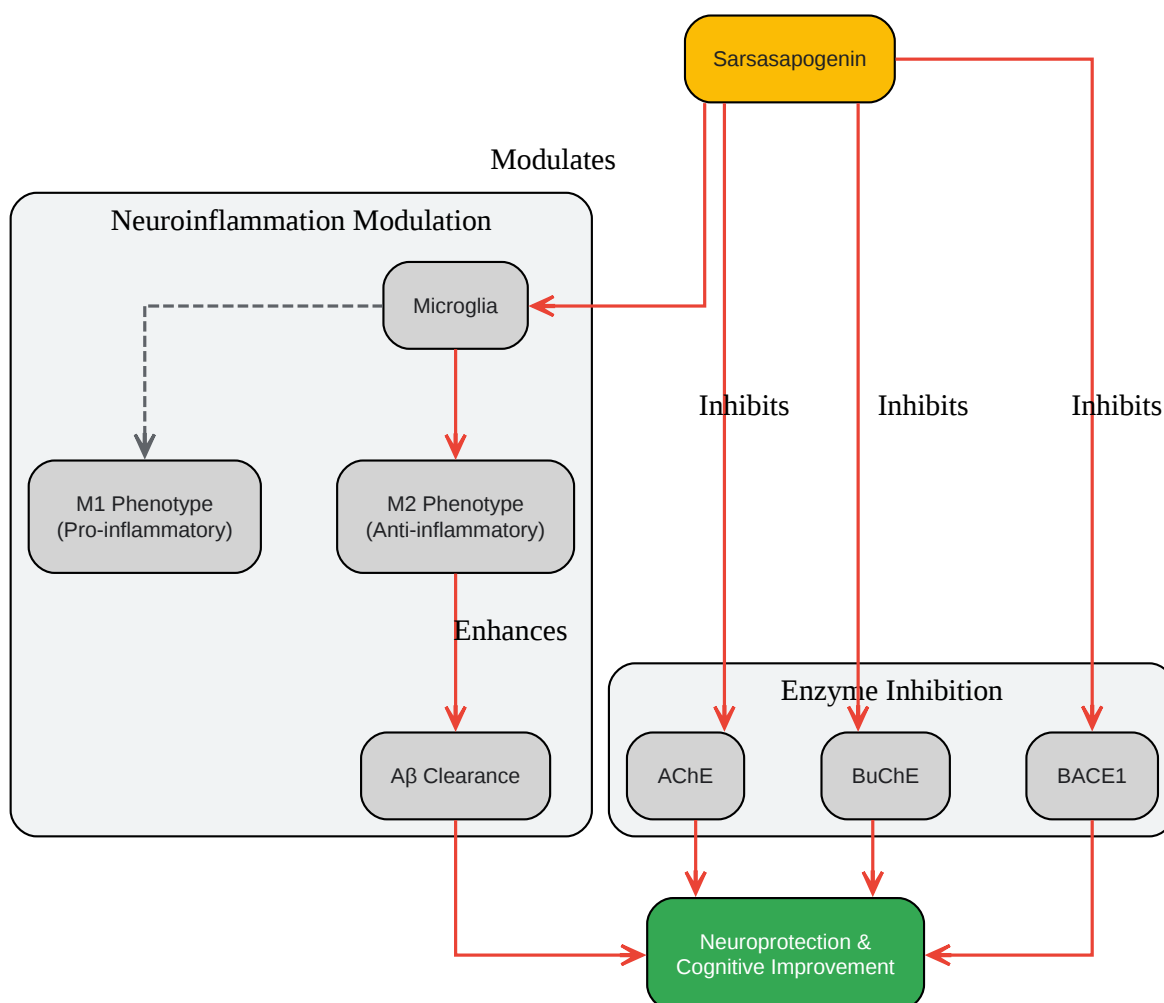 Sarsasapogenin
Modulates
Neuroinflammation Modulation
Microglia
Inhibits
Inhibits
Inhibits
M1 Phenotype
(Pro-inflammatory)
M2 Phenotype
(Anti-inflammatory)
Enhances
Enzyme Inhibition
Aβ Clearance
AChE
BuChE
BACE1
Neuroprotection &
Cognitive Improvement